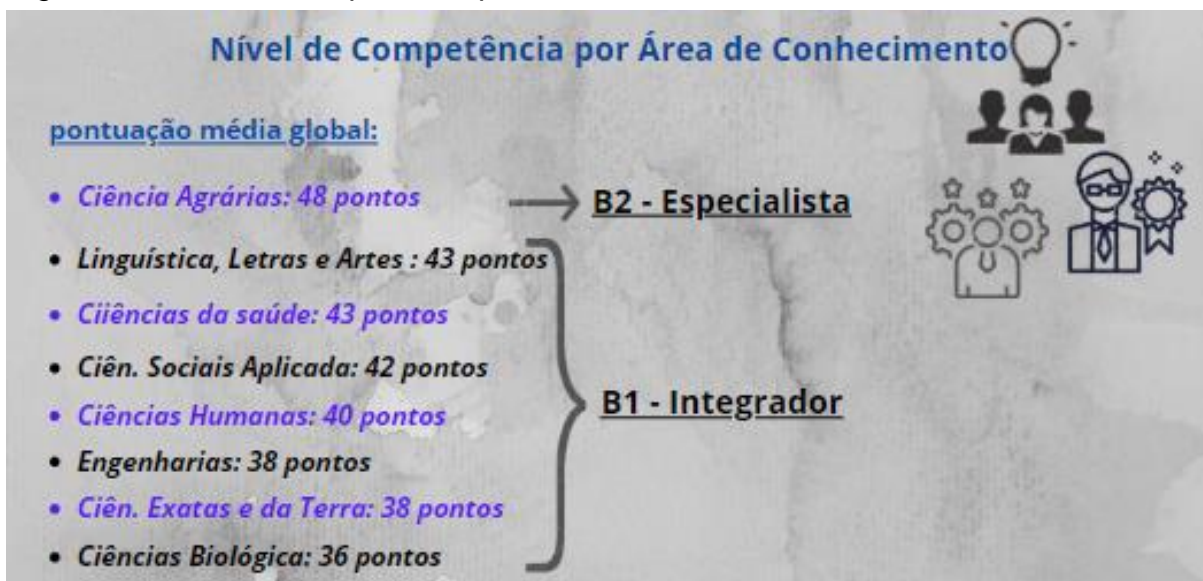 Nível de Competência por Área de Conhecimento
pontuação média global:
• Ciência Agrárias: 48 pontos
B2 - Especialista
• Linguística, Letras e Artes : 43 pontos
• Ciiências da saúde: 43 pontos
• Ciên. Sociais Aplicada: 42 pontos
• Ciências Humanas: 40 pontos
B1 - Integrador
• Engenharias: 38 pontos
• Ciên. Exatas e da Terra: 38 pontos
• Ciências Biológica: 36 pontos